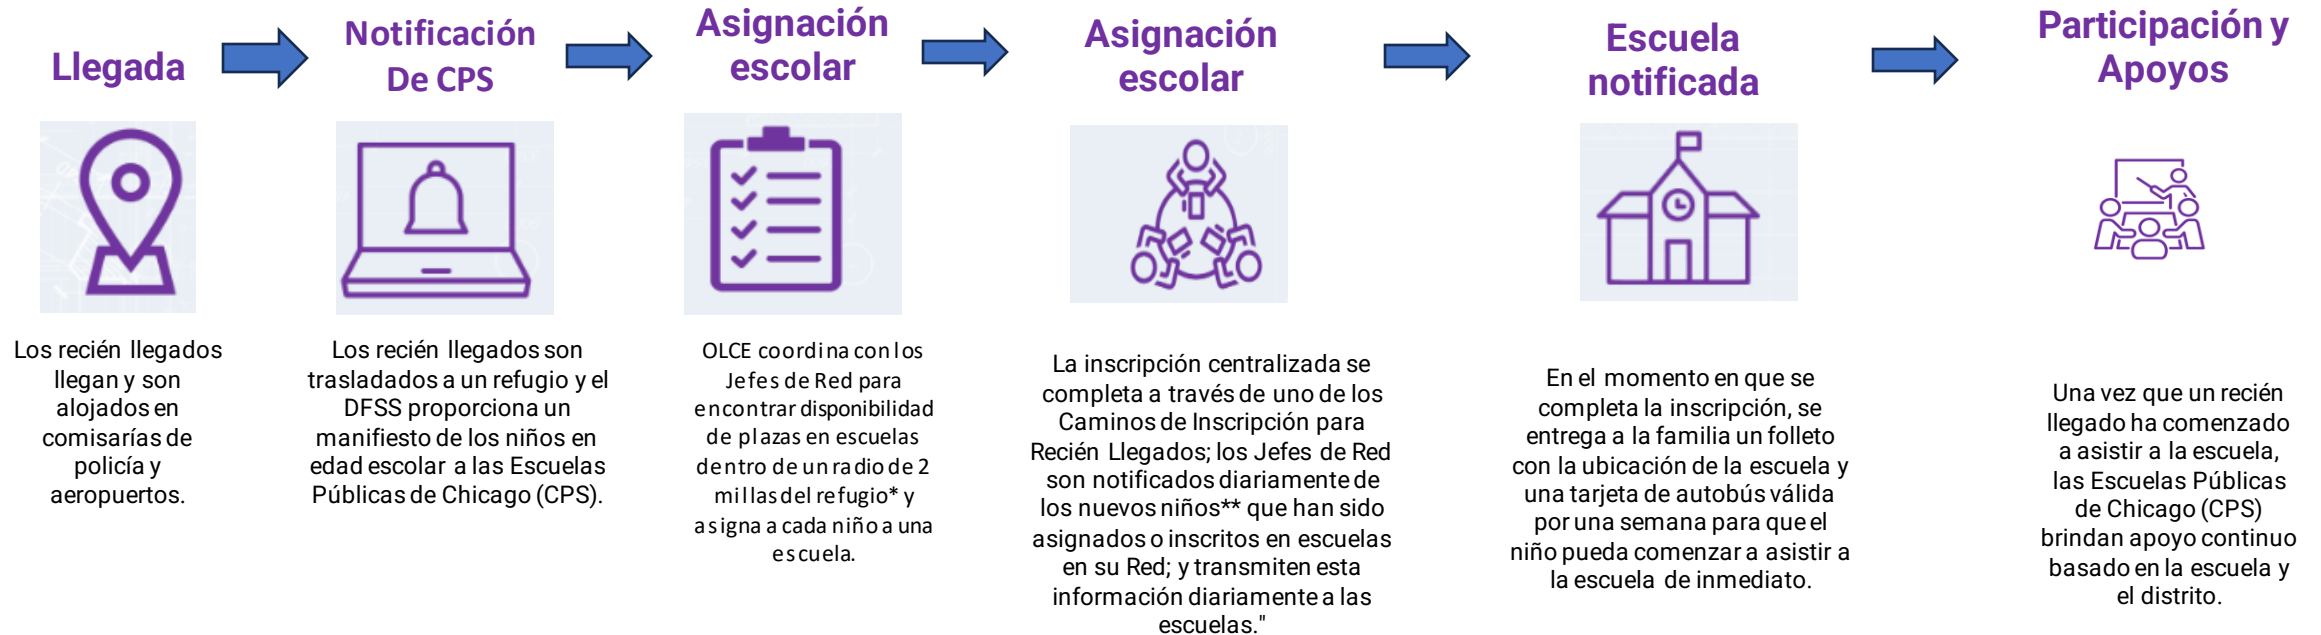 Llegada
Notificación
De CPS
Asignación
escolar
Asignación
escolar
Escuela
notificada
Participación y
Apoyos
Los recién llegados
llegan y son
alojados en
comisarías de
policía y
aeropuertos.
Los recién llegados son
trasladados a un refugio y el
DFSS proporciona un
manifiesto de los niños en
edad escolar a las Escuelas
Públicas de Chicago (CPS).
OLCE coordina con los
Jefes de Red para
encontrar disponibilidad
de plazas en escuelas
dentro de un radio de 2
millas del refugio* y
asigna a cada niño a una
escuela.
La inscripción centralizada se
completa a través de uno de los
Caminos de Inscripción para
Recién Llegados; los Jefes de Red
son notificados diariamente de
los nuevos niños** que han sido
asignados o inscritos en escuelas
en su Red; y transmiten esta
información diariamente a las
escuelas."
En el momento en que se
completa la inscripción, se
entrega a la familia un folleto
con la ubicación de la escuela y
una tarjeta de autobús válida
por una semana para que el
niño pueda comenzar a asistir a
la escuela de inmediato.
Una vez que un recién
llegado ha comenzado
a asistir a la escuela,
las Escuelas Públicas
de Chicago (CPS)
brindan apoyo continuo
basado en la escuela y
el distrito.